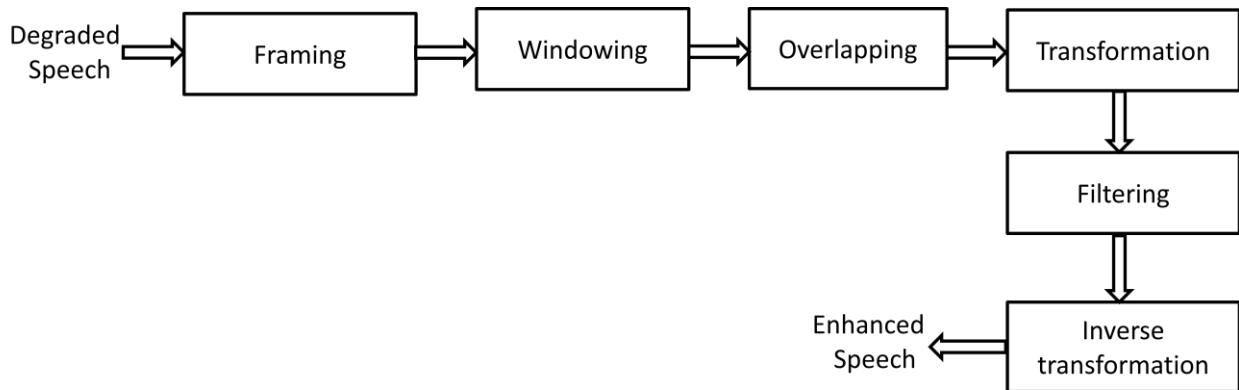 Degraded
Speech
Framing
Windowing
Overlapping
Transformation
Filtering
Inverse
transformation
Enhanced
Speech